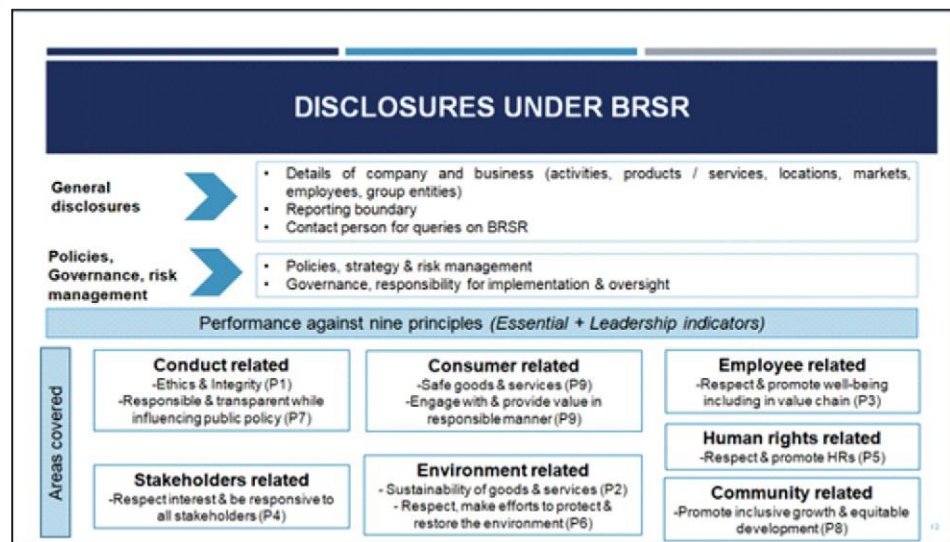 DISCLOSURES UNDER BRSR
General
disclosures
• Details of company and business (activities, products / services, locations, markets,
employees, group entities)
• Reporting boundary
• Contact person for queries on BRSR
Policies,
Governance, risk
management
• Policies, strategy & risk management
• Governance, responsibility for implementation & oversight
Performance against nine principles (Essential + Leadership indicators)
Areas covered
Conduct related
-Ethics & Integrity (P1)
-Responsible & transparent while
influencing public policy (P7)
Consumer related
-Safe goods & services (P9)
-Engage with & provide value in
responsible manner (P9)
Employee related
-Respect & promote well-being
including in value chain (P3)
Human rights related
-Respect & promote HRs (P5)
Stakeholders related
-Respect interest & be responsive to
all stakeholders (P4)
Environment related
- Sustainability of goods & services (P2)
- Respect, make efforts to protect &
restore the environment (P6)
Community related
-Promote inclusive growth & equitable
development (P8)